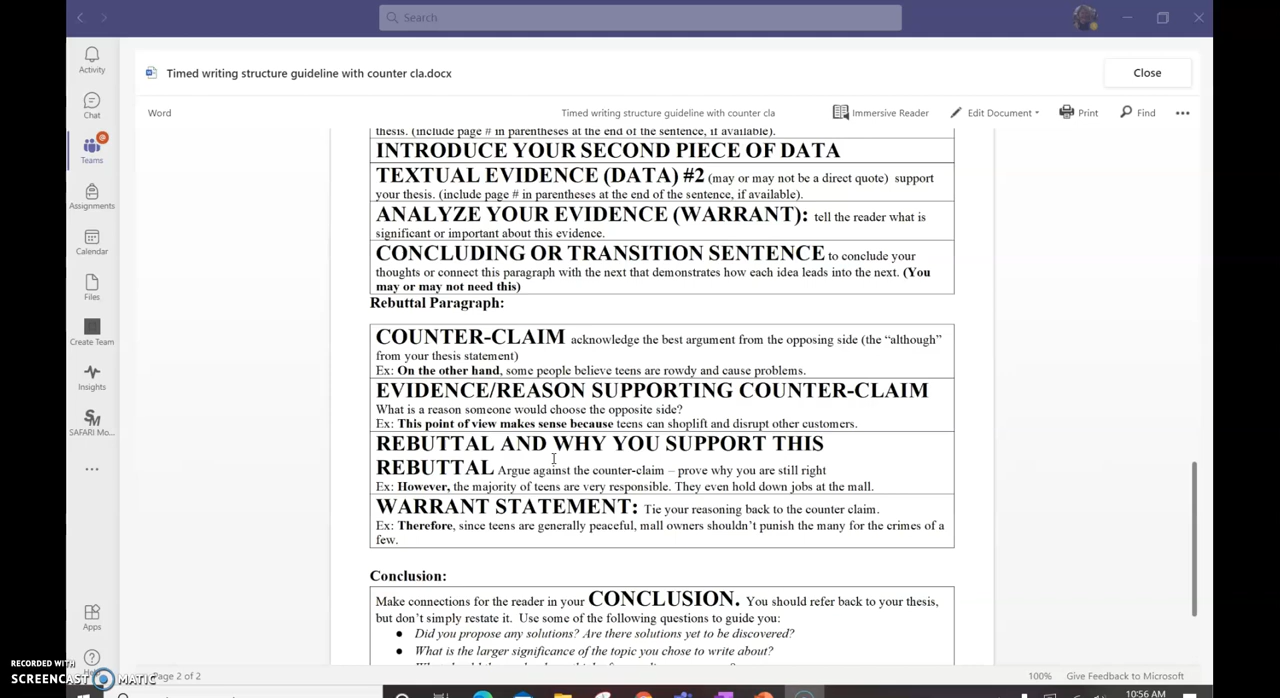 Search
Activity
Chat
Teams
Assignments
Calendar
Files
Create Team
Insights
SAFARI Mo...
Apps
Timed writing structure guideline with counter cla.docx
Close
Word
Timed writing structure guideline with counter cla
Immersive Reader
Edit Document
Print
Find
thesis. (include page # in parentheses at the end of the sentence, if available).
INTRODUCE YOUR SECOND PIECE OF DATA
TEXTUAL EVIDENCE (DATA) #2 (may or may not be a direct quote) support
your thesis. (include page # in parentheses at the end of the sentence, if available).
ANALYZE YOUR EVIDENCE (WARRANT): tell the reader what is
significant or important about this evidence.
CONCLUDING OR TRANSITION SENTENCE to conclude your
thoughts or connect this paragraph with the next that demonstrates how each idea leads into the next. (You
may or may not need this)
Rebuttal Paragraph:
COUNTER-CLAIM acknowledge the best argument from the opposing side (the “although”
from your thesis statement)
Ex: On the other hand, some people believe teens are rowdy and cause problems.
EVIDENCE/REASON SUPPORTING COUNTER-CLAIM
What is a reason someone would choose the opposite side?
Ex: This point of view makes sense because teens can shoplift and disrupt other customers.
REBUTTAL AND WHY YOU SUPPORT THIS
REBUTTAL Argue against the counter-claim – prove why you are still right
Ex: However, the majority of teens are very responsible. They even hold down jobs at the mall.
WARRANT STATEMENT: Tie your reasoning back to the counter claim.
Ex: Therefore, since teens are generally peaceful, mall owners shouldn’t punish the many for the crimes of a
few.
Conclusion:
Make connections for the reader in your CONCLUSION. You should refer back to your thesis,
but don’t simply restate it. Use some of the following questions to guide you:
● Did you propose any solutions? Are there solutions yet to be discovered?
● What is the larger significance of the topic you chose to write about?
RECORDED WITH
SCREENCAST MATIC
Page 2 of 2
100%
Give Feedback to Microsoft
10:56 AM